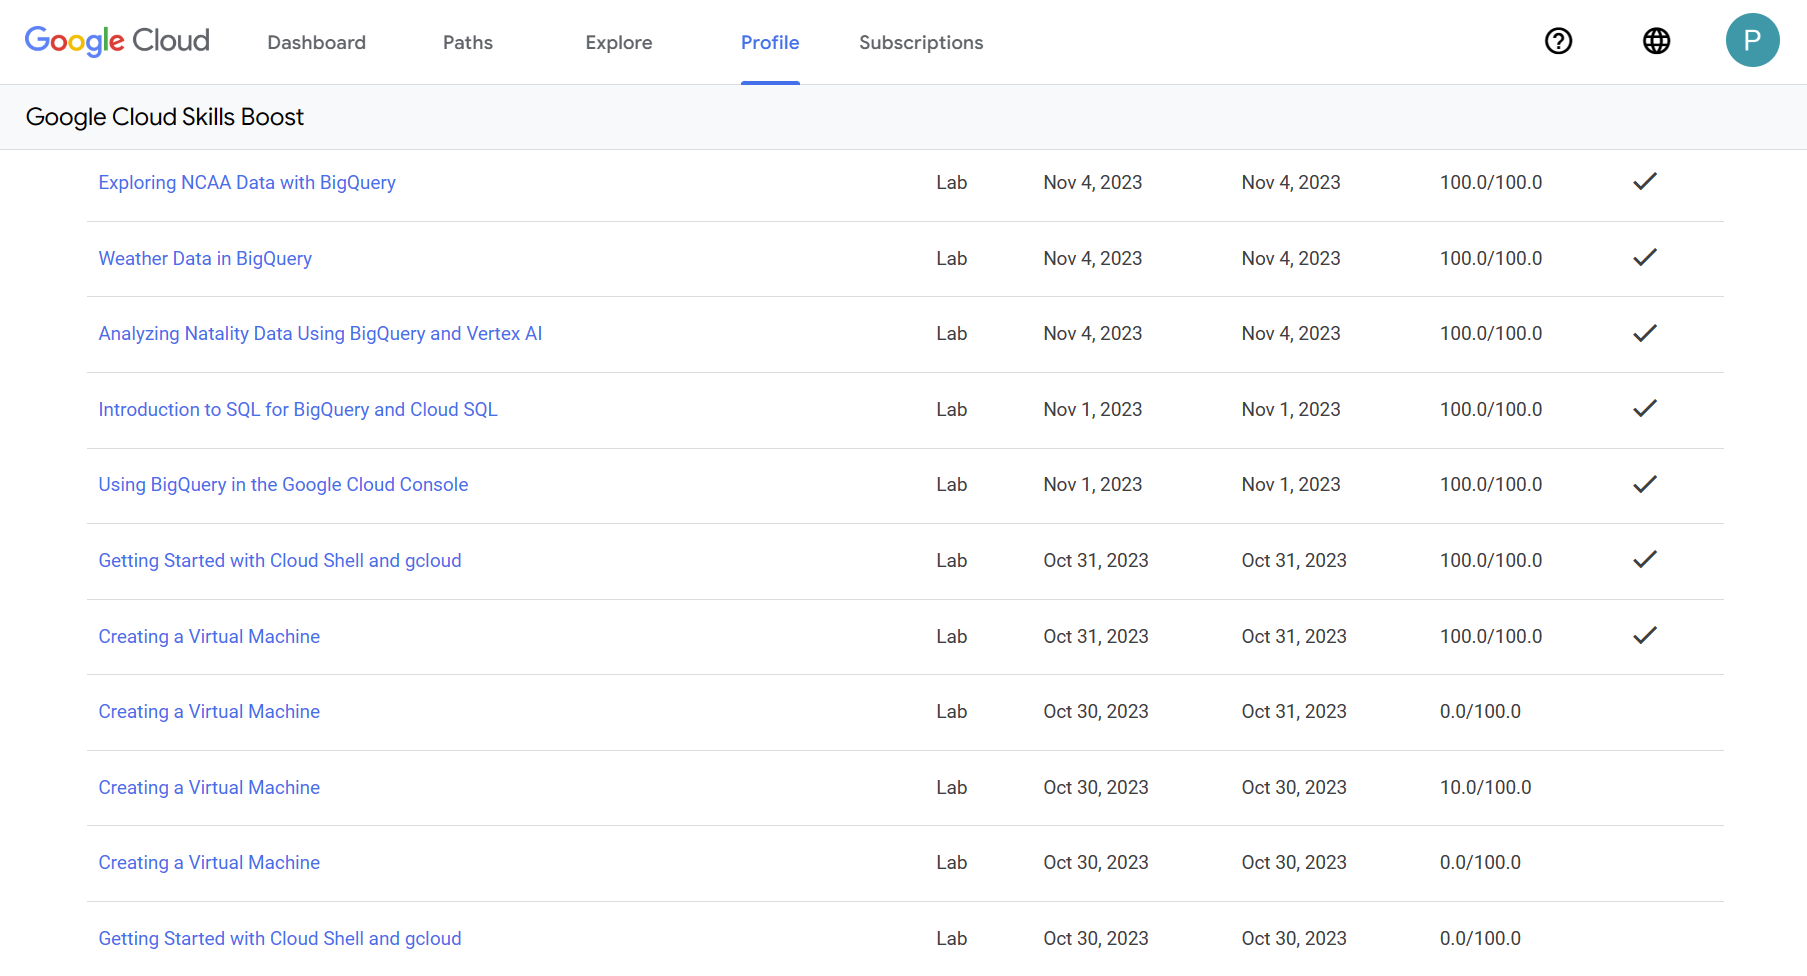 Google Cloud Dashboard Paths Explore Profile Subscriptions P
Google Cloud Skills Boost
Exploring NCAA Data with BigQuery Lab Nov 4, 2023 Nov 4, 2023 100.0/100.0
Weather Data in BigQuery Lab Nov 4, 2023 Nov 4, 2023 100.0/100.0
Analyzing Natality Data Using BigQuery and Vertex AI Lab Nov 4, 2023 Nov 4, 2023 100.0/100.0
Introduction to SQL for BigQuery and Cloud SQL Lab Nov 1, 2023 Nov 1, 2023 100.0/100.0
Using BigQuery in the Google Cloud Console Lab Nov 1, 2023 Nov 1, 2023 100.0/100.0
Getting Started with Cloud Shell and gcloud Lab Oct 31, 2023 Oct 31, 2023 100.0/100.0
Creating a Virtual Machine Lab Oct 31, 2023 Oct 31, 2023 100.0/100.0
Creating a Virtual Machine Lab Oct 30, 2023 Oct 31, 2023 0.0/100.0
Creating a Virtual Machine Lab Oct 30, 2023 Oct 30, 2023 10.0/100.0
Creating a Virtual Machine Lab Oct 30, 2023 Oct 30, 2023 0.0/100.0
Getting Started with Cloud Shell and gcloud Lab Oct 30, 2023 Oct 30, 2023 0.0/100.0